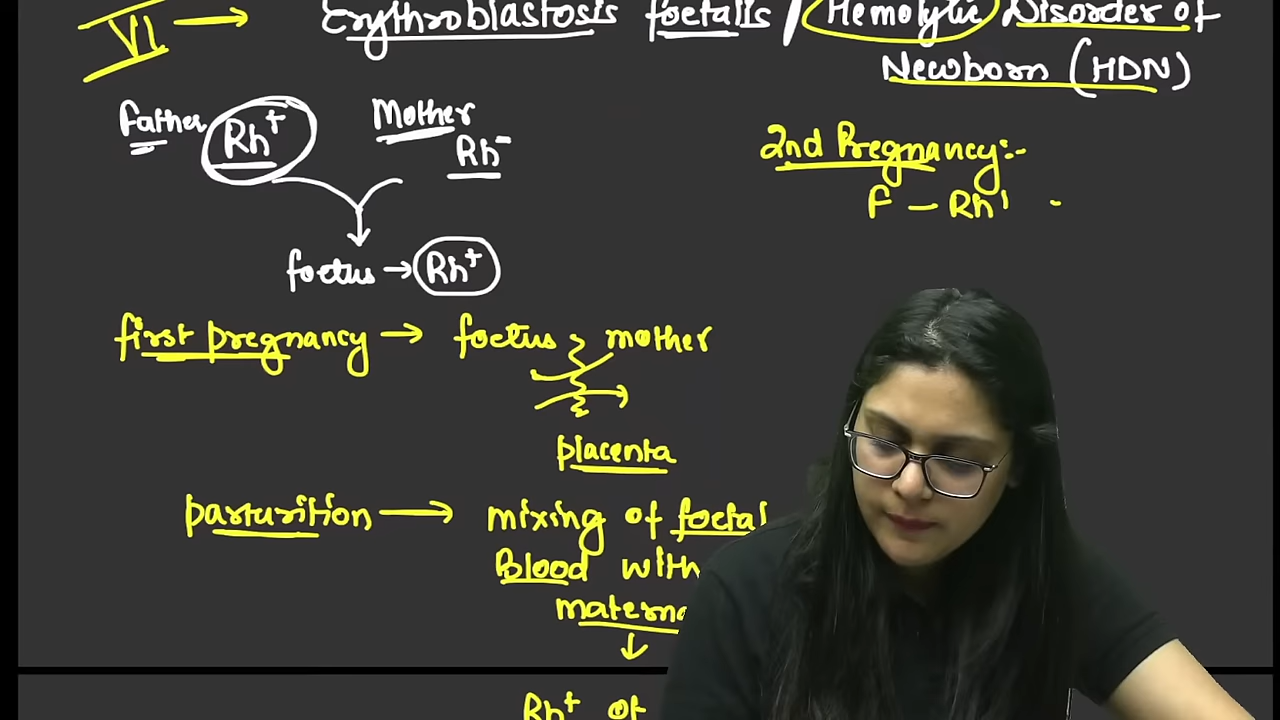 VI → Erythroblastosis foetalis / Hemolytic Disorder of
Newborn (HDN)
father Rh+ Mother Rh-
foetus → Rh+
first pregnancy → foetus mother
placenta
parturition → mixing of foetal
Blood with
materna
↓
Rh+ of
2nd Pregnancy:-
F - Rh